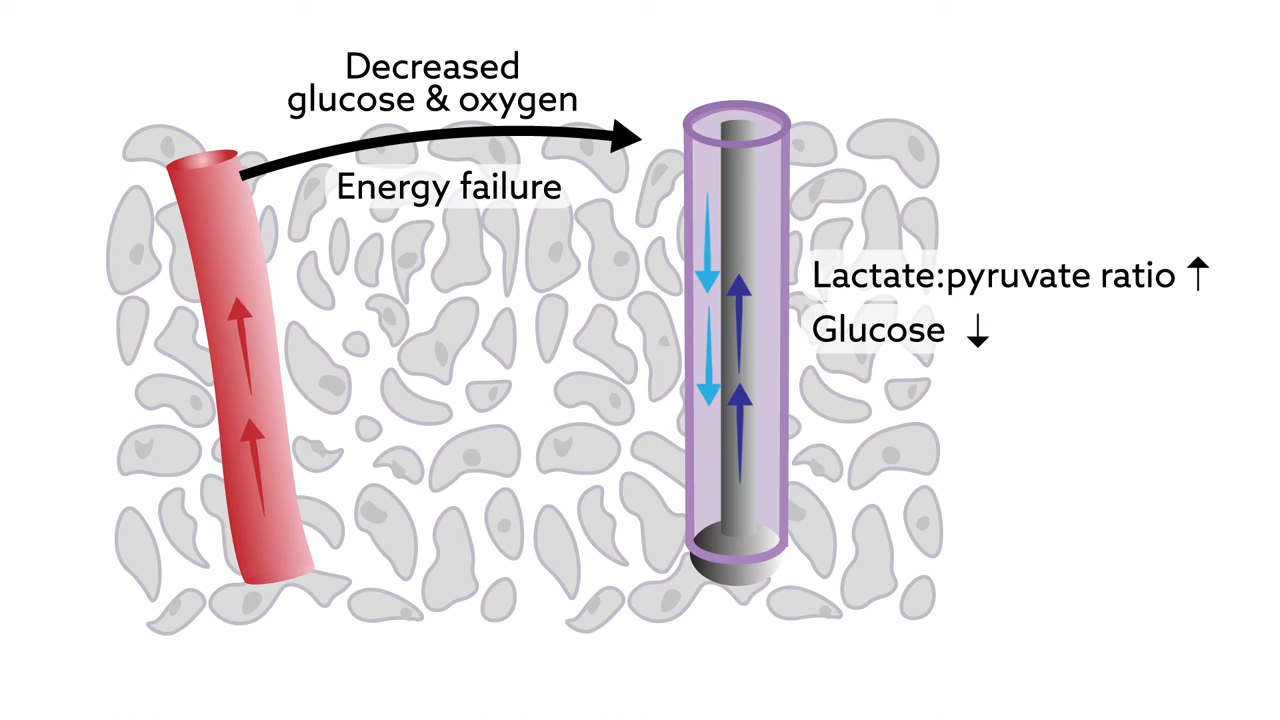 Decreased
glucose & oxygen
Energy failure
Lactate:pyruvate ratio ↑
Glucose ↓